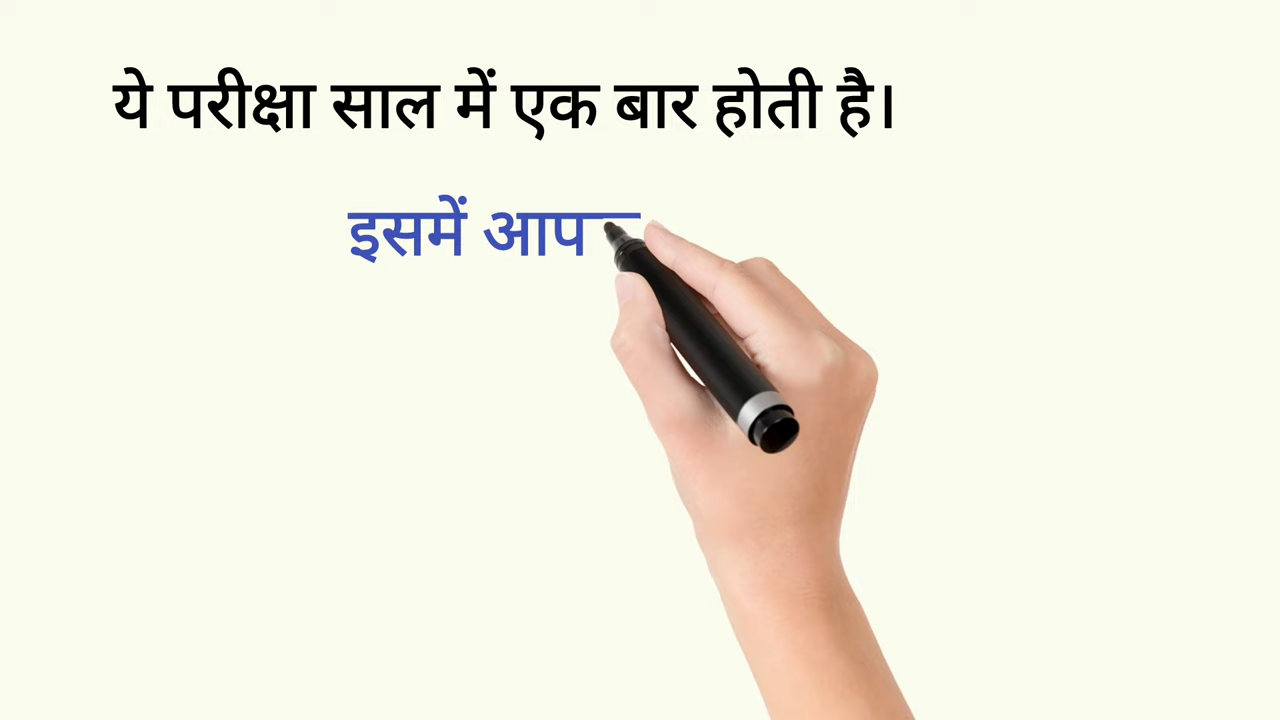 ये परीक्षा साल में एक बार होती है।
इसमें आप